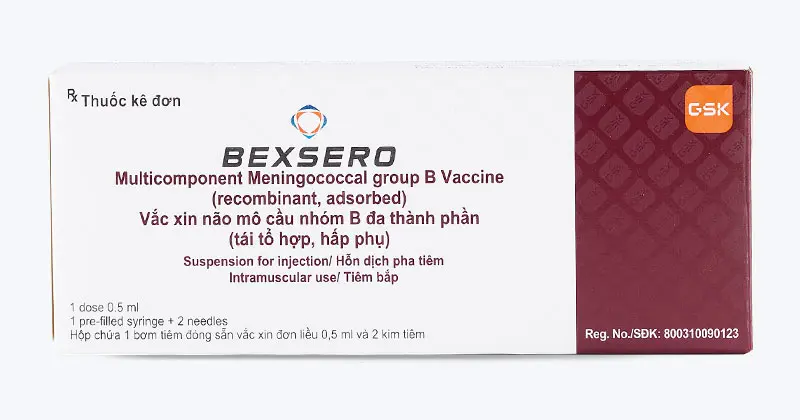 Rx Thuốc kê đơn
GSK
BEXSERO
Multicomponent Meningococcal group B Vaccine
(recombinant, adsorbed)
Vắc xin não mô cầu nhóm B đa thành phần
(tái tổ hợp, hấp phụ)
Suspension for injection/ Hỗn dịch pha tiêm
Intramuscular use/ Tiêm bắp
1 dose 0.5 ml
1 pre-filled syringe + 2 needles
Hộp chứa 1 bơm tiêm đóng sẵn vắc xin đơn liều 0,5 ml và 2 kim tiêm
Reg. No./SĐK: 800310090123